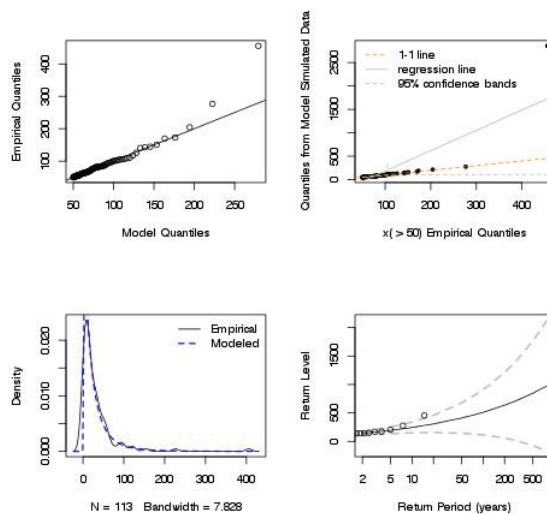 Empirical Quantiles
400
300
200
100
50
100
150
200
250
Model Quantiles
Quantiles from Model Simulated Data
2500
1500
500
0
1-1 line
regression line
95% confidence bands
100
200
300
400
x( > 50) Empirical Quantiles
Density
0.020
0.010
0.000
Empirical
Modeled
0
100
200
300
400
N = 113 Bandwidth = 7.828
Return Level
1500
500
0
2
5
10
50
100
200
500
Return Period (years)